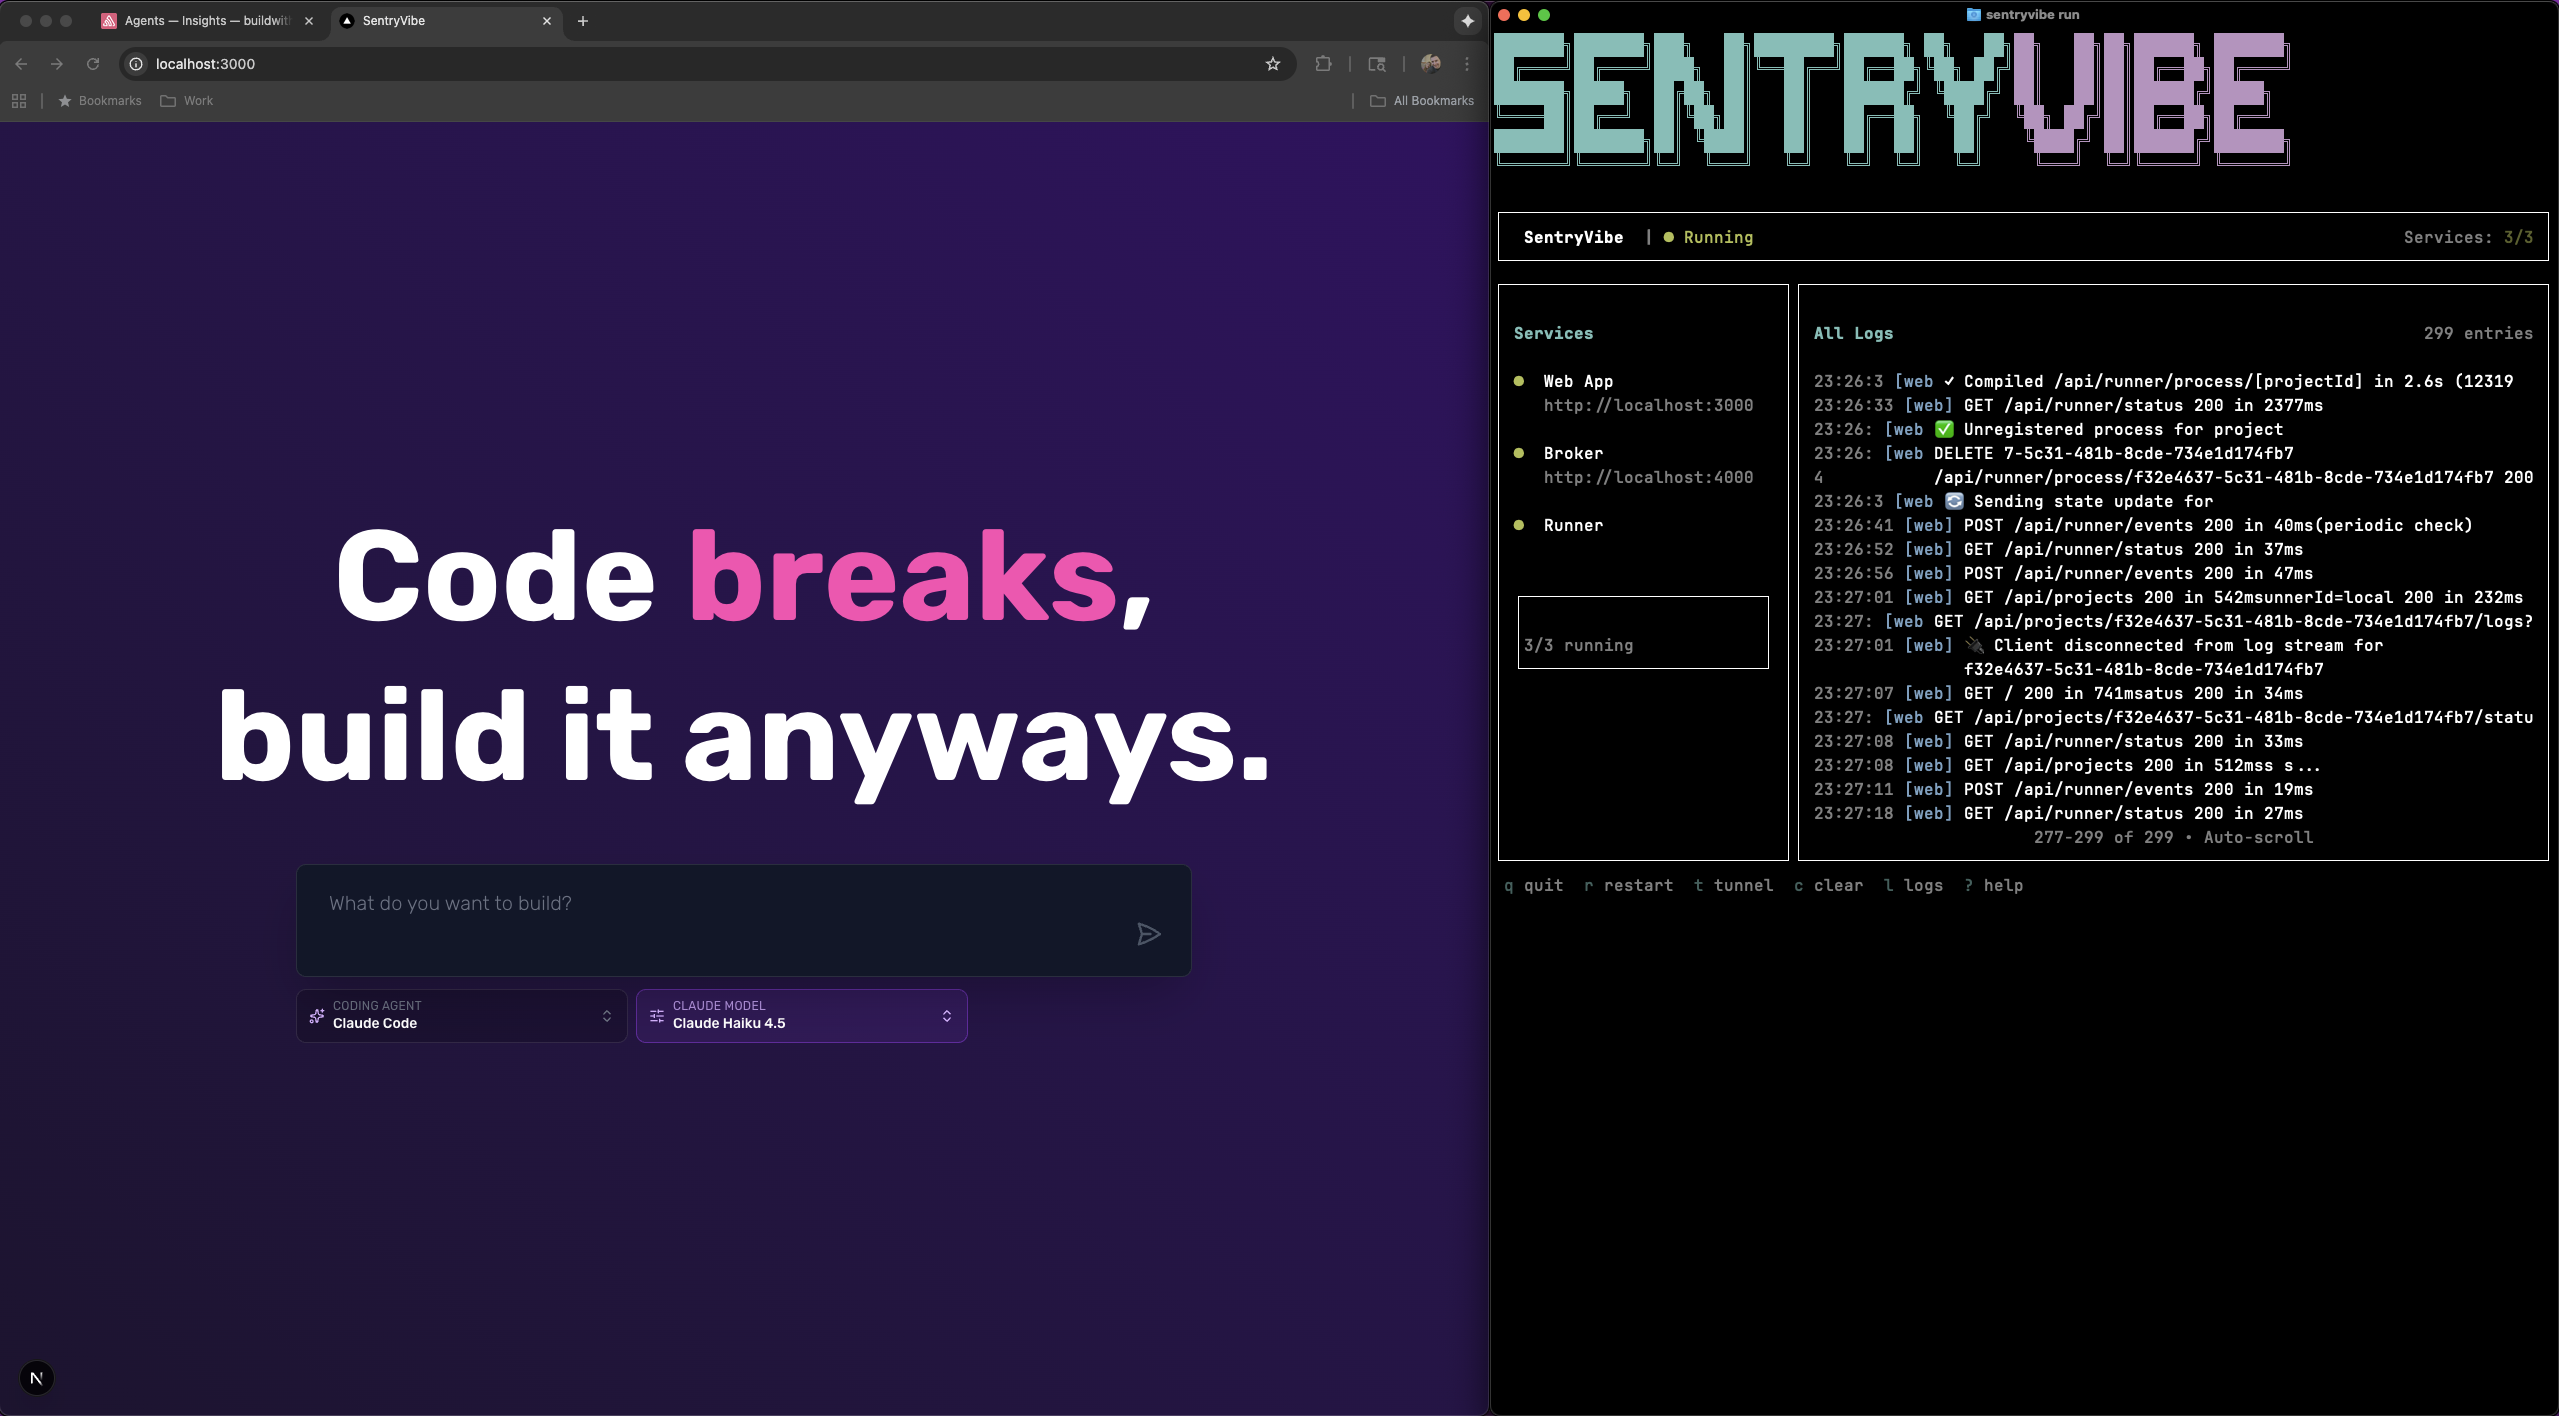 Agents — Insights — buildwith
SentryVibe
localhost:3000
Bookmarks
Work
All Bookmarks
Code breaks,
build it anyways.
What do you want to build?
CODING AGENT
Claude Code
CLAUDE MODEL
Claude Haiku 4.5
N
sentryvibe run
SENTRYVIBE
SentryVibe | ● Running
Services: 3/3
Services
● Web App
http://localhost:3000
● Broker
http://localhost:4000
● Runner
3/3 running
All Logs
299 entries
23:26:3 [web ✓ Compiled /api/runner/process/[projectId] in 2.6s (12319
23:26:33 [web] GET /api/runner/status 200 in 2377ms
23:26: [web ✅ Unregistered process for project
23:26: [web DELETE 7-5c31-481b-8cde-734e1d174fb7
4 /api/runner/process/f32e4637-5c31-481b-8cde-734e1d174fb7 200
23:26:3 [web 🔄 Sending state update for
23:26:41 [web] POST /api/runner/events 200 in 40ms(periodic check)
23:26:52 [web] GET /api/runner/status 200 in 37ms
23:26:56 [web] POST /api/runner/events 200 in 47ms
23:27:01 [web] GET /api/projects 200 in 542msunnerId=local 200 in 232ms
23:27: [web GET /api/projects/f32e4637-5c31-481b-8cde-734e1d174fb7/logs?
23:27:01 [web] 🔌 Client disconnected from log stream for
f32e4637-5c31-481b-8cde-734e1d174fb7
23:27:07 [web] GET / 200 in 741msatus 200 in 34ms
23:27: [web GET /api/projects/f32e4637-5c31-481b-8cde-734e1d174fb7/statu
23:27:08 [web] GET /api/runner/status 200 in 33ms
23:27:08 [web] GET /api/projects 200 in 512mss s...
23:27:11 [web] POST /api/runner/events 200 in 19ms
23:27:18 [web] GET /api/runner/status 200 in 27ms
277-299 of 299 • Auto-scroll
q quit r restart t tunnel c clear l logs ? help